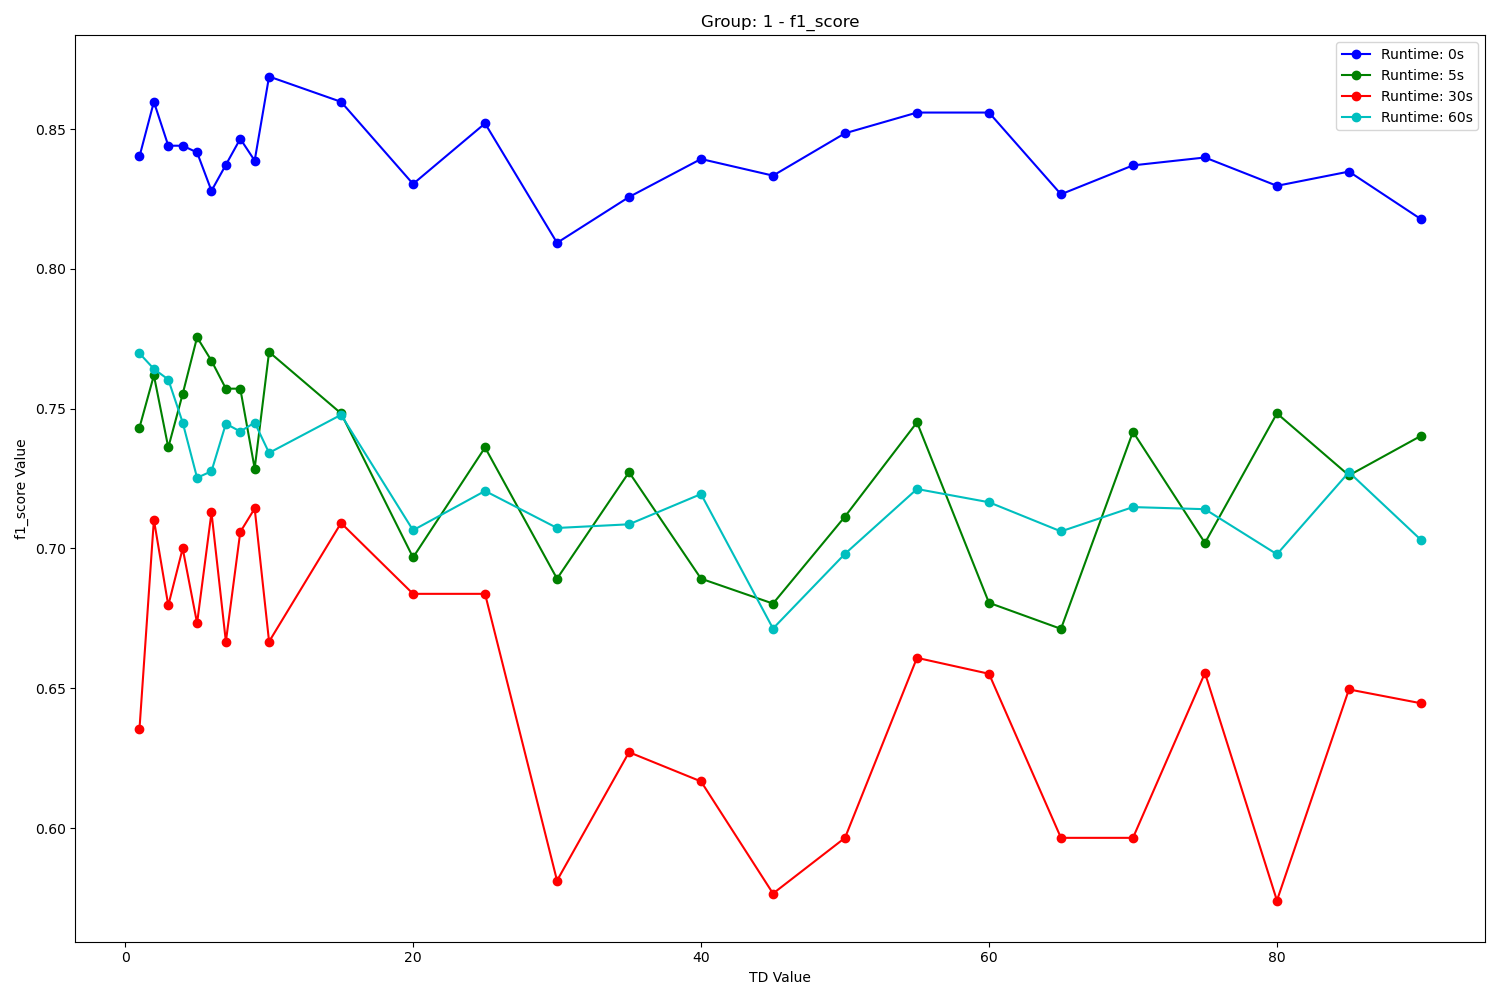 Group: 1 - f1_score
Runtime: 0s
Runtime: 5s
Runtime: 30s
Runtime: 60s
0.85
0.80
0.75
0.70
0.65
0.60
f1_score Value
0
20
40
60
80
TD Value